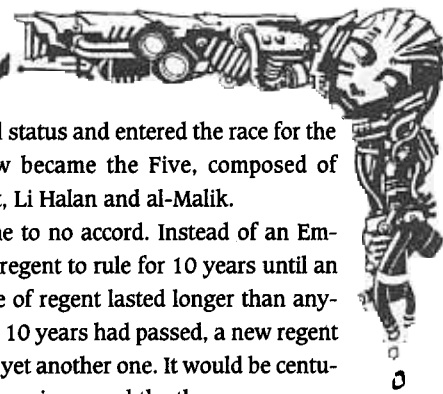 l status and entered the race for the
w became the Five, composed of
, Li Halan and al-Malik.
ne to no accord. Instead of an Em-
regent to rule for 10 years until an
e of regent lasted longer than any-
10 years had passed, a new regent
yet another one. It would be centu-